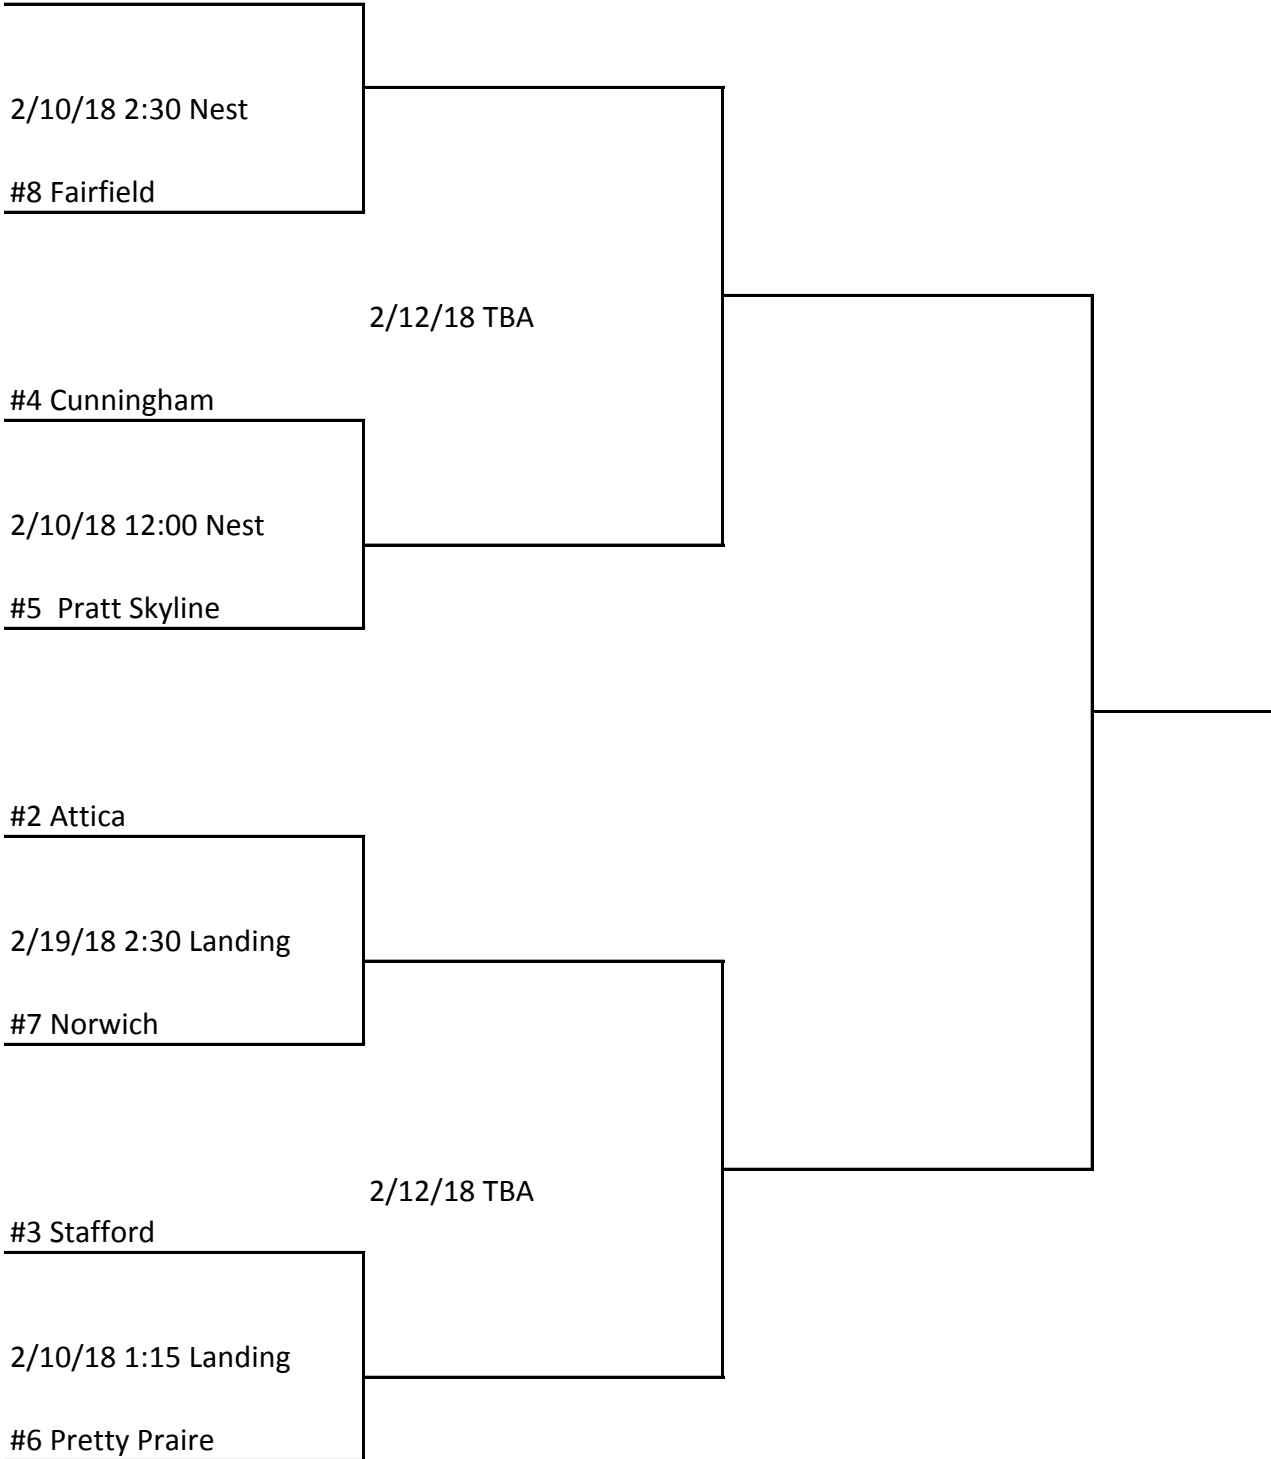 2/10/18 2:30 Nest
#8 Fairfield
2/12/18 TBA
#4 Cunningham
2/10/18 12:00 Nest
#5  Pratt Skyline
#2 Attica
2/19/18 2:30 Landing
#7 Norwich
2/12/18 TBA
#3 Stafford
2/10/18 1:15 Landing
#6 Pretty Praire